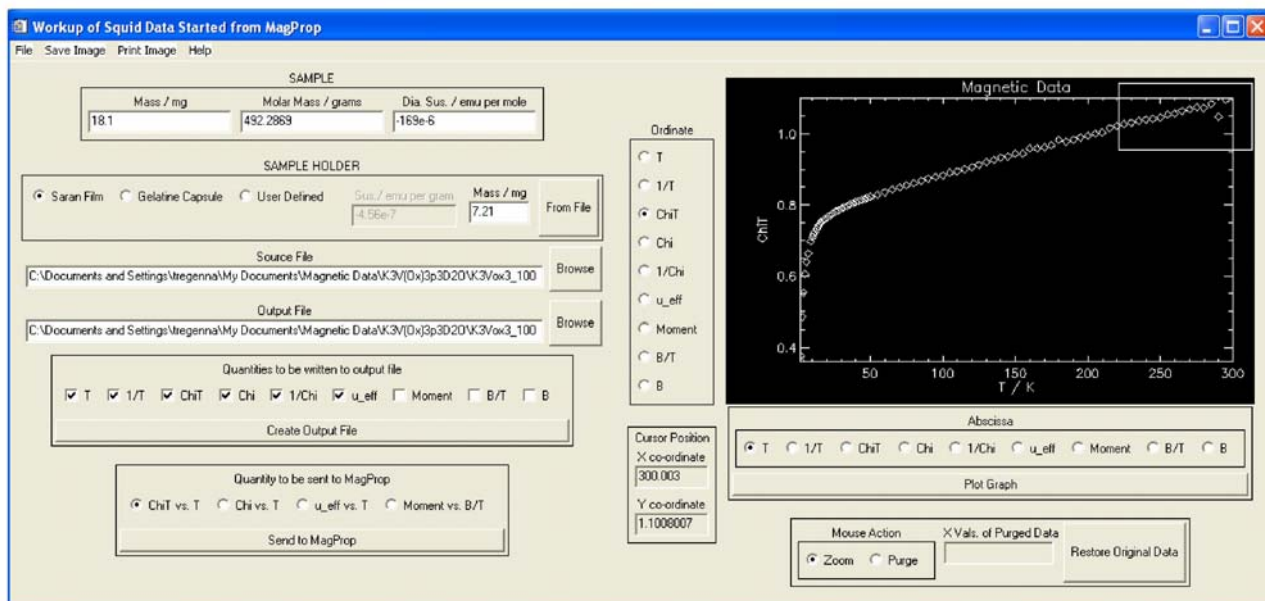 Workup of Squid Data Started from MagProp
File Save Image Print Image Help
SAMPLE
Mass / mg Molar Mass / grams Dia. Sus. / emu per mole
18.1 492.2869 -169e-6
SAMPLE HOLDER
Saran Film Gelatine Capsule User Defined Sus./ emu per gram Mass / mg
-4.56e-7 7.21 From File
Source File
C:\Documents and Settings\tregenna\My Documents\Magnetic Data\K3V(Ox)3p3D2O\K3Vox3_100 Browse
Output File
C:\Documents and Settings\tregenna\My Documents\Magnetic Data\K3V(Ox)3p3D2O\K3Vox3_100 Browse
Quantities to be written to output file
T 1/T ChiT Chi 1/Chi u_eff Moment B/T B
Create Output File
Quantity to be sent to MagProp
ChiT vs. T Chi vs. T u_eff vs. T Moment vs. B/T
Send to MagProp
Ordinate
T
1/T
ChiT
Chi
1/Chi
u_eff
Moment
B/T
B
Cursor Position
X co-ordinate
300.003
Y co-ordinate
1.1008007
Magnetic Data
1.0
0.8
0.6
0.4
ChiT
50 100 150 200 250 300
T / K
Abscissa
T 1/T ChiT Chi 1/Chi u_eff Moment B/T B
Plot Graph
Mouse Action X Vals. of Purged Data
Zoom Purge Restore Original Data